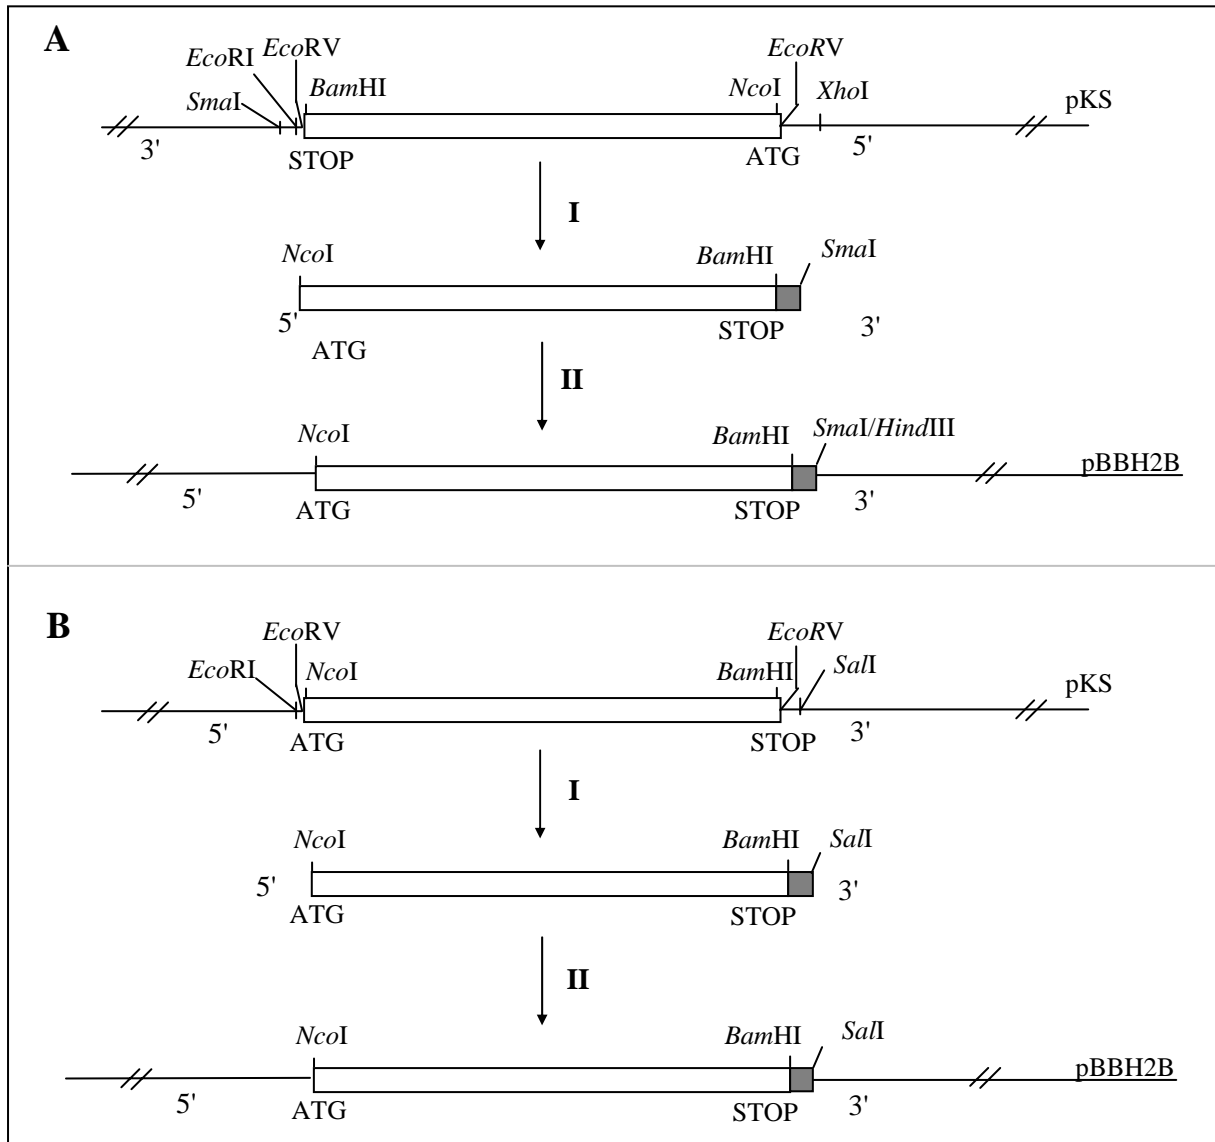 A
EcoRV
EcoRI
BamHI
SmaI
EcoRV
NcoI
XhoI
pKS
3'
STOP
ATG
5'
I
NcoI
BamHI
SmaI
5'
ATG
STOP
3'
II
NcoI
BamHI
SmaI/HindIII
pBBH2B
5'
ATG
STOP
3'
B
EcoRV
EcoRI
NcoI
EcoRV
BamHI
SalI
pKS
5'
ATG
STOP
3'
I
NcoI
BamHI
SalI
5'
3'
ATG
STOP
II
NcoI
BamHI
SalI
pBBH2B
5'
ATG
STOP
3'